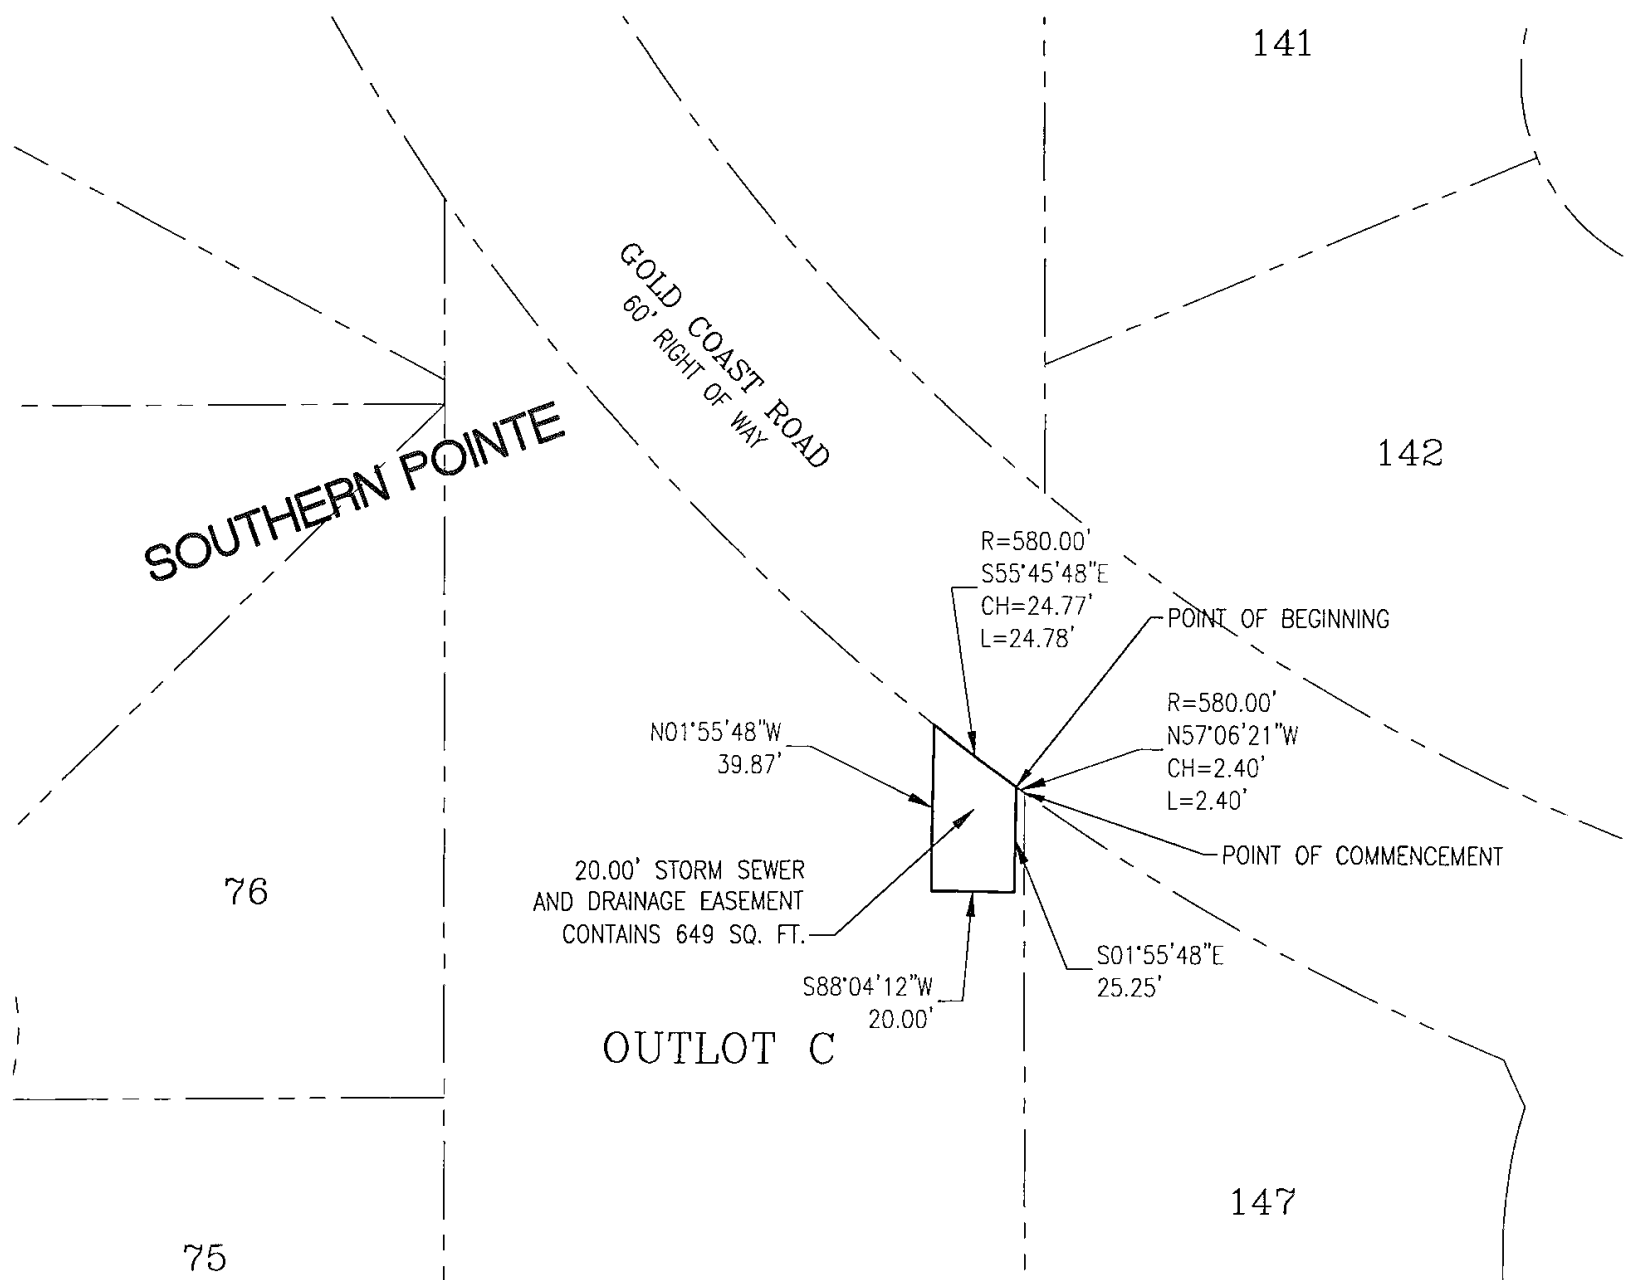 141
GOLD COAST ROAD
60' RIGHT OF WAY
SOUTHERN POINTE
142
R=580.00'
S55°45'48"E
CH=24.77'
L=24.78'
POINT OF BEGINNING
R=580.00'
N57°06'21"W
CH=2.40'
L=2.40'
N01°55'48"W
39.87'
POINT OF COMMENCEMENT
20.00' STORM SEWER
AND DRAINAGE EASEMENT
CONTAINS 649 SQ. FT.
76
S01°55'48"E
25.25'
S88°04'12"W
20.00'
OUTLOT C
147
75